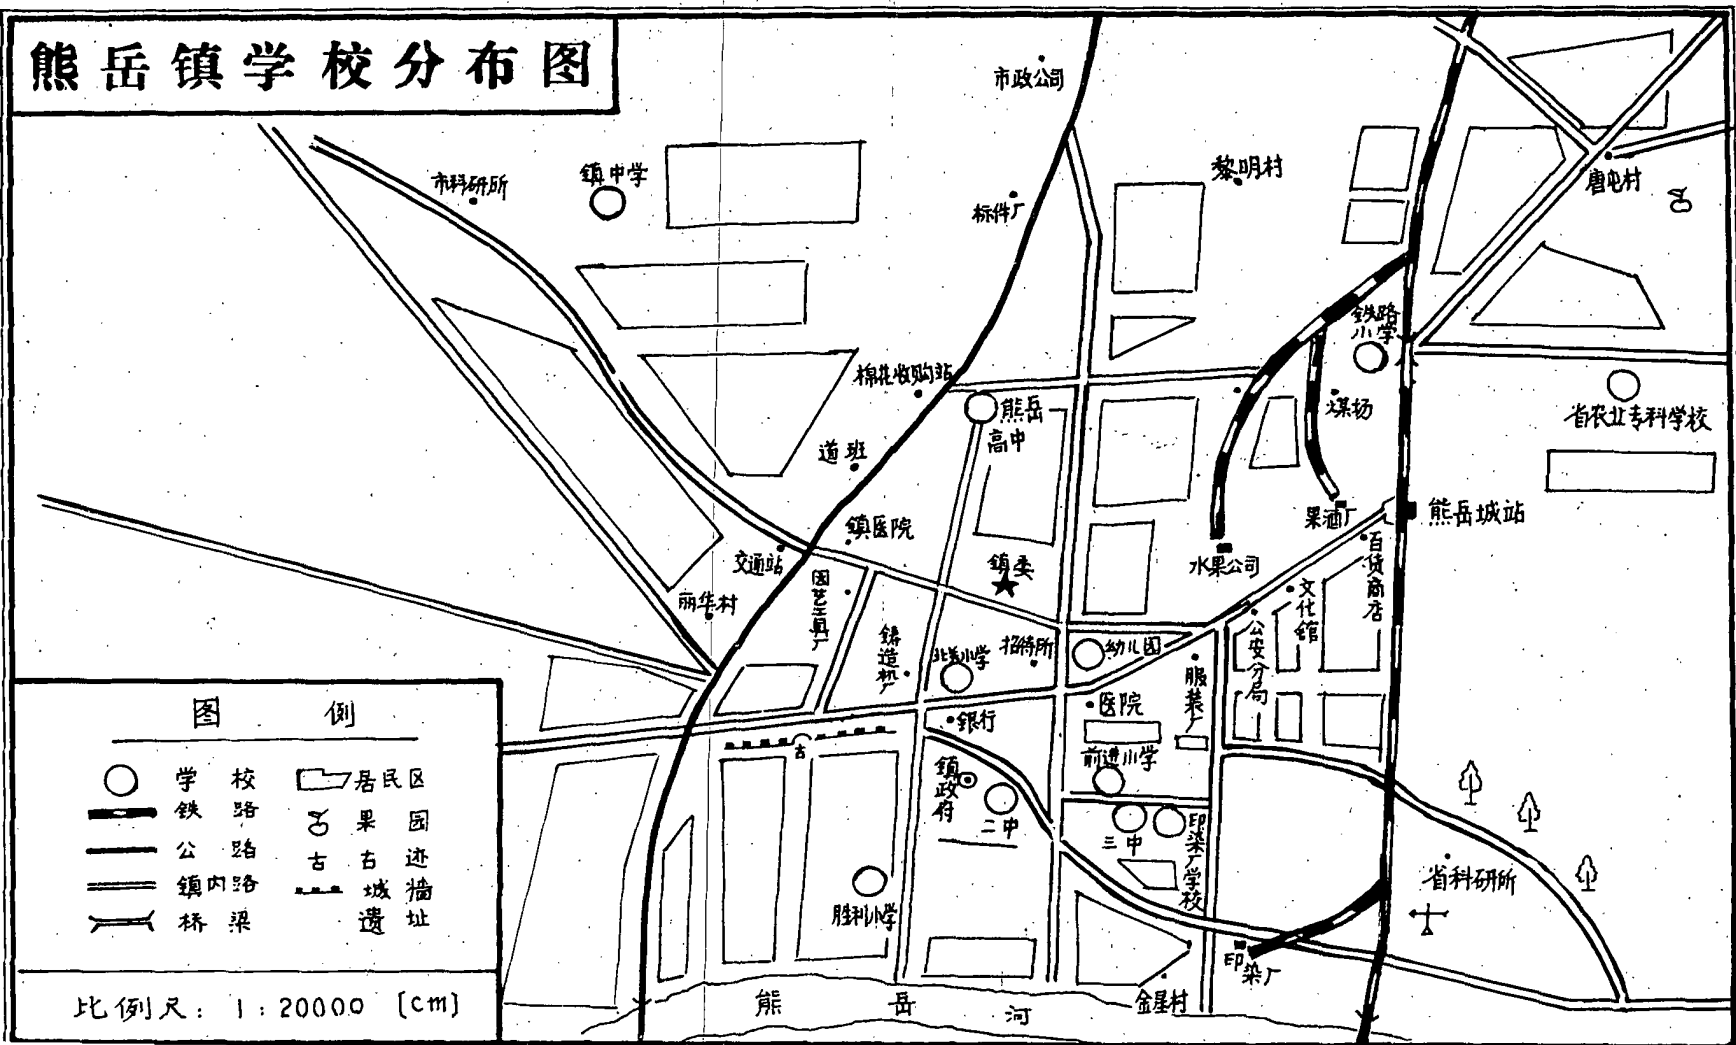 熊岳镇学校分布图
市政公司
市科研所
镇中学
黎明村
标件厂
唐屯村
铁路
小学
棉花收购站
熊岳
高中
煤场
省农业专科学校
道班
镇医院
果酒厂
熊岳城站
交通站
镇委
水果公司
百货商店
丽华村
园艺工具厂
铸造机厂
北关小学
招待所
幼儿园
文化馆
公安分局
服装厂
医院
银行
古
前进小学
镇政府
二中
三中
印染厂学校
省科研所
胜利小学
印染厂
金星村
熊岳河
图例
学校 居民区
铁路 果园
公路 古 古迹
镇内路 城墙
桥梁 遗址
比例尺：1:20000 [cm]